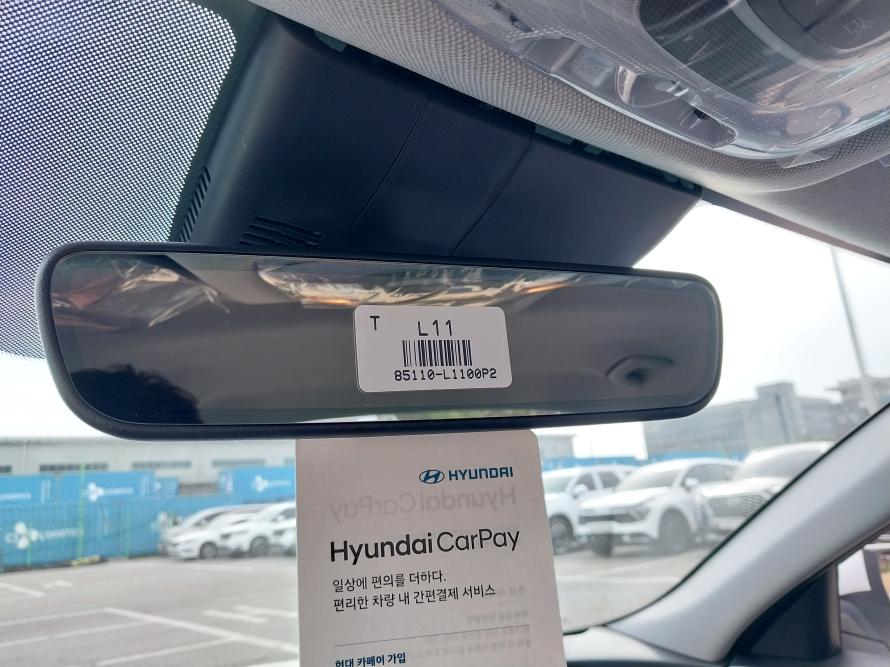 T
L11
85110-L1100P2
HYUNDAI
Hyundai CarPay
일상에 편의를 더하다.
편리한 차량 내 간편결제 서비스
현대 카페이 가입